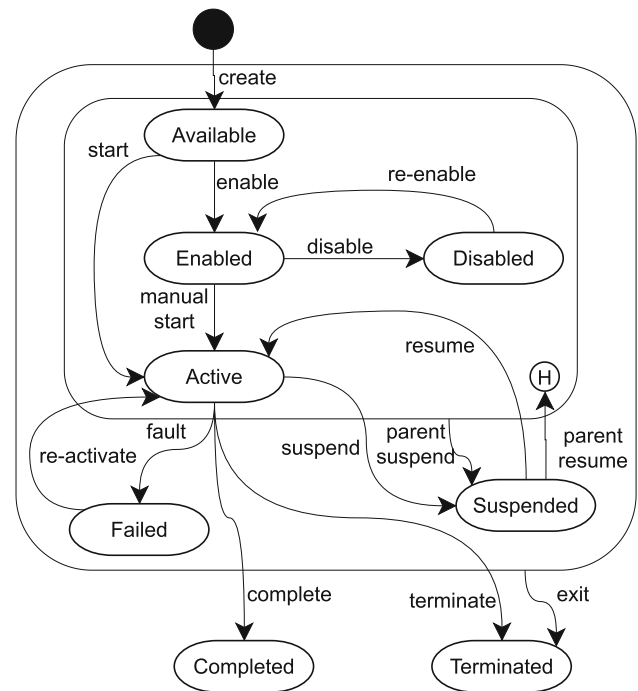 create
Available
start
enable
re-enable
Enabled
disable
Disabled
manual
start
resume
Active
H
fault
re-activate
suspend
parent
suspend
parent
resume
Suspended
Failed
complete
terminate
exit
Completed
Terminated